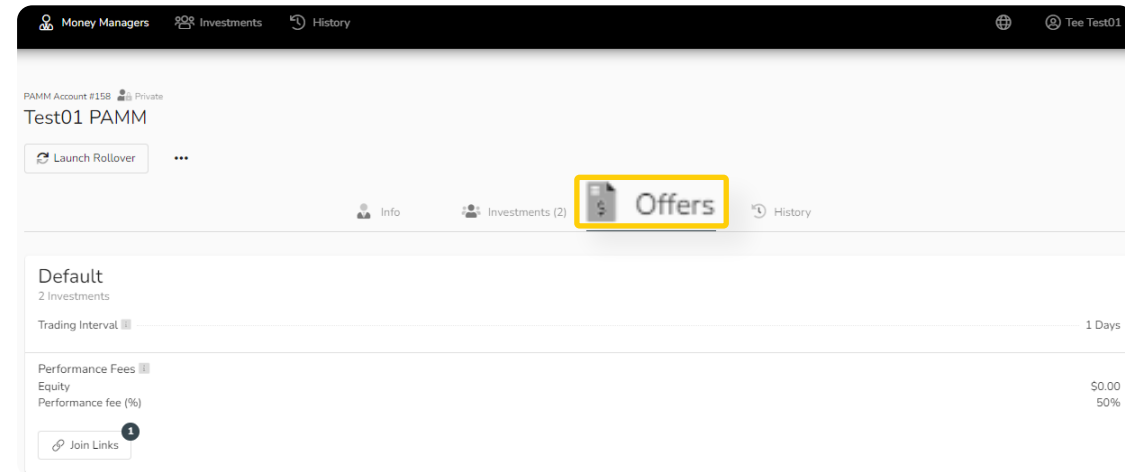 Money Managers Investments History Tee Test01
PAMM Account #158 Private
Test01 PAMM
Launch Rollover •••
Info Investments (2) $ Offers History
Default
2 Investments
Trading Interval i 1 Days
Performance Fees i
Equity $0.00
Performance fee (%) 50%
Join Links 1